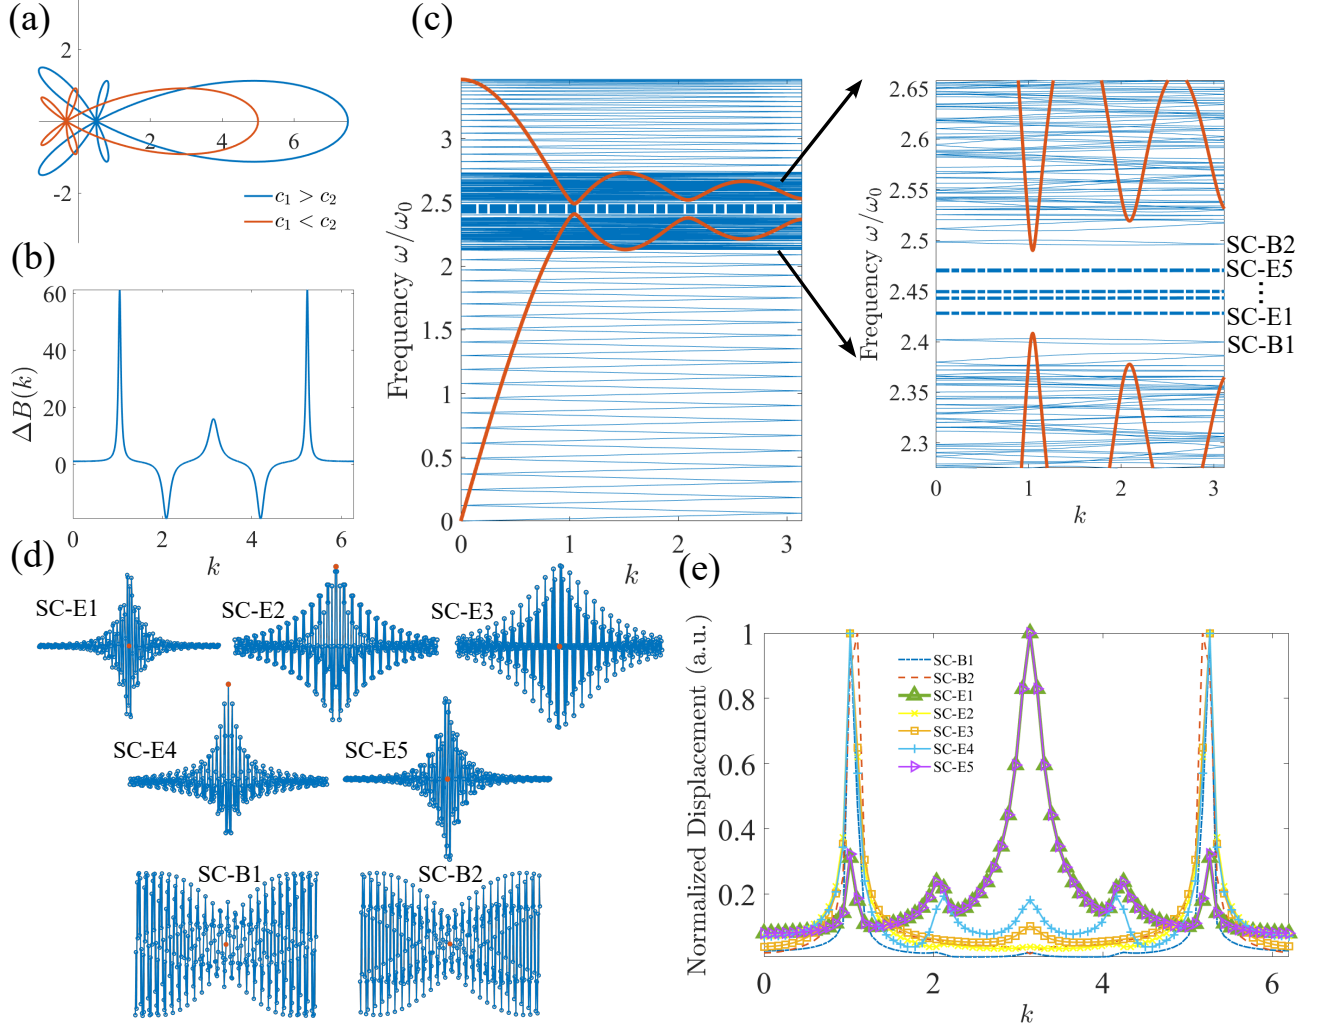 (a)
2
-2
2
4
6
c₁ > c₂
c₁ < c₂
(b)
60
40
20
0
ΔB(k)
0
2
4
6
k
(c)
3
2.5
2
1.5
1
0.5
0
Frequency ω/ω₀
0
1
2
3
k
2.65
2.6
2.55
2.5
2.45
2.4
2.35
2.3
Frequency ω/ω₀
0
1
2
3
k
SC-B2
SC-E5
SC-E1
SC-B1
(d)
SC-E1
SC-E2
SC-E3
SC-E4
SC-E5
SC-B1
SC-B2
(e)
1
0.8
0.6
0.4
0.2
Normalized Displacement (a.u.)
SC-B1
SC-B2
SC-E1
SC-E2
SC-E3
SC-E4
SC-E5
0
2
4
6
k